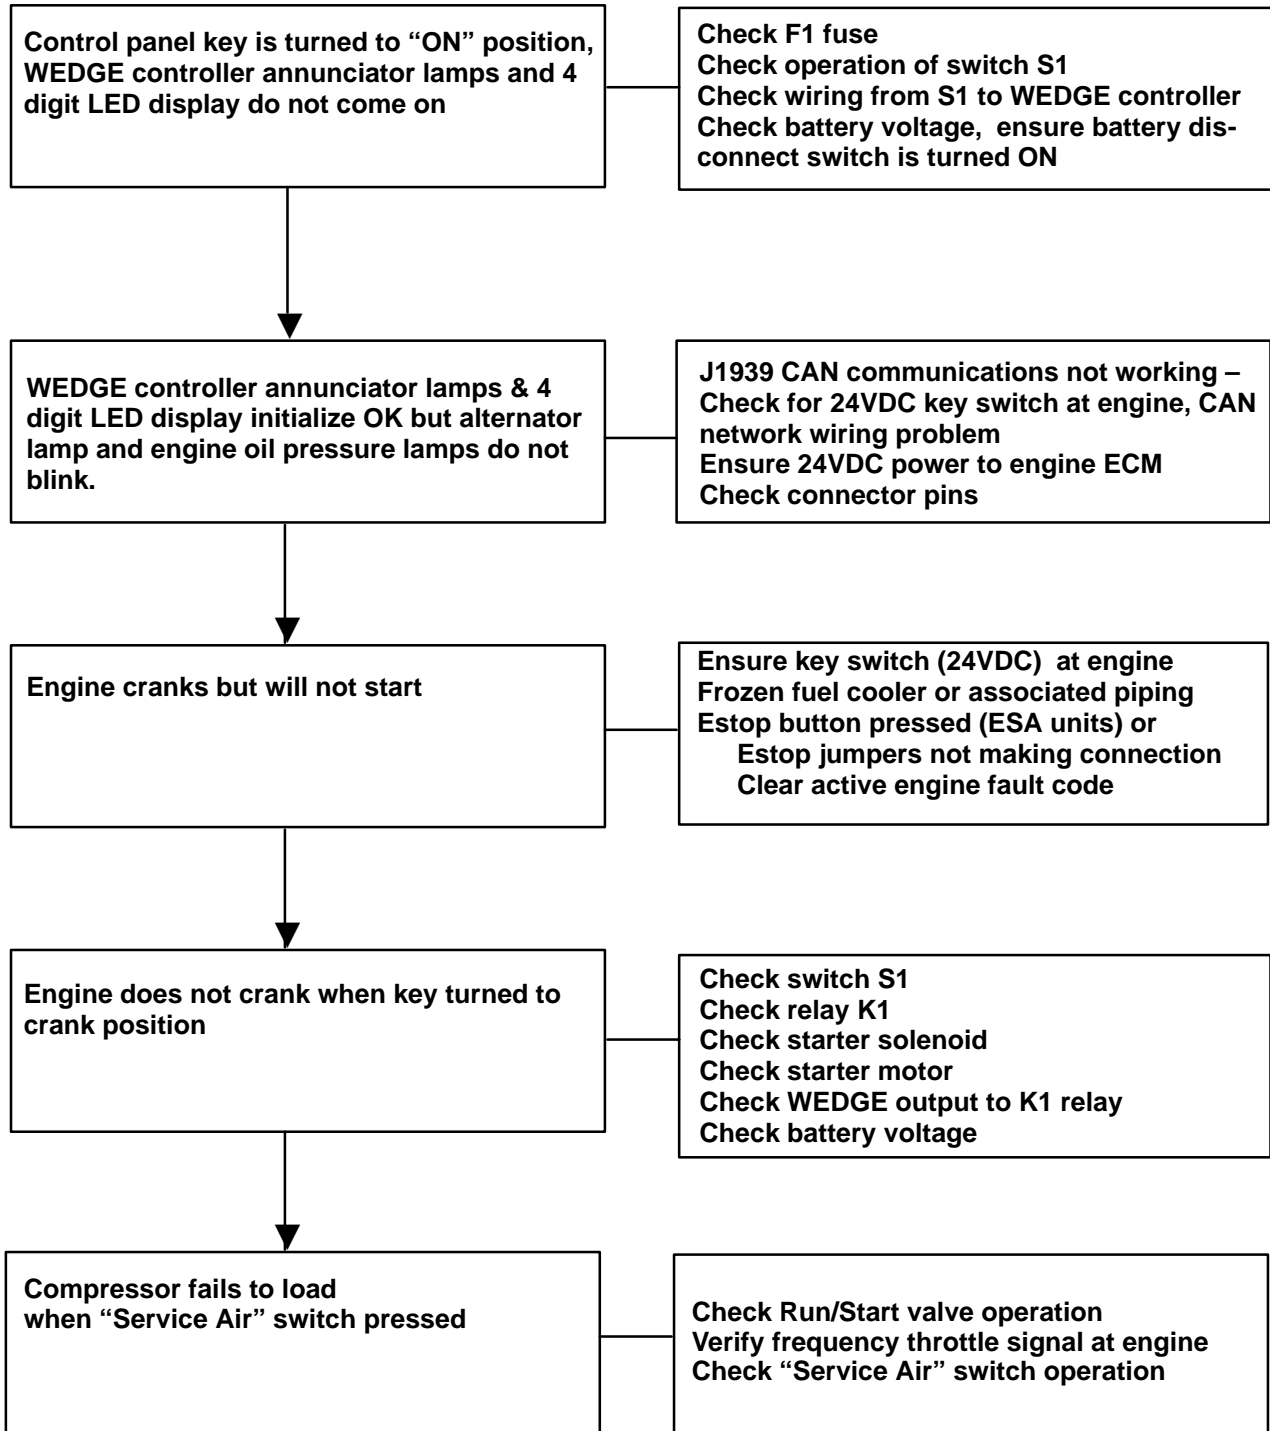 Control panel key is turned to “ON” position,
WEDGE controller annunciator lamps and 4
digit LED display do not come on
Check F1 fuse
Check operation of switch S1
Check wiring from S1 to WEDGE controller
Check battery voltage, ensure battery dis-
connect switch is turned ON
WEDGE controller annunciator lamps & 4
digit LED display initialize OK but alternator
lamp and engine oil pressure lamps do not
blink.
J1939 CAN communications not working –
Check for 24VDC key switch at engine, CAN
network wiring problem
Ensure 24VDC power to engine ECM
Check connector pins
Engine cranks but will not start
Ensure key switch (24VDC) at engine
Frozen fuel cooler or associated piping
Estop button pressed (ESA units) or
Estop jumpers not making connection
Clear active engine fault code
Engine does not crank when key turned to
crank position
Check switch S1
Check relay K1
Check starter solenoid
Check starter motor
Check WEDGE output to K1 relay
Check battery voltage
Compressor fails to load
when “Service Air” switch pressed
Check Run/Start valve operation
Verify frequency throttle signal at engine
Check “Service Air” switch operation